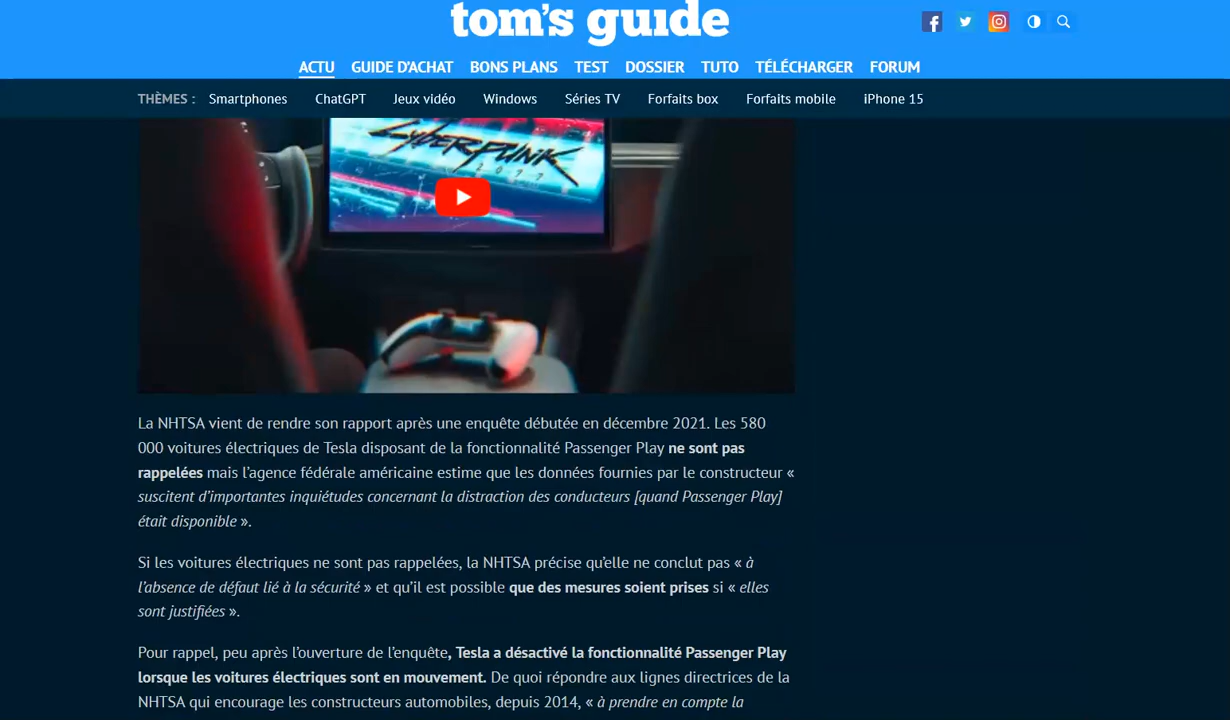 tom's guide
ACTU GUIDE D'ACHAT BONS PLANS TEST DOSSIER TUTO TÉLÉCHARGER FORUM
THÈMES : Smartphones ChatGPT Jeux vidéo Windows Séries TV Forfaits box Forfaits mobile iPhone 15
Cyberpunk
2077
La NHTSA vient de rendre son rapport après une enquête débutée en décembre 2021. Les 580
000 voitures électriques de Tesla disposant de la fonctionnalité Passenger Play ne sont pas
rappelées mais l’agence fédérale américaine estime que les données fournies par le constructeur «
suscitent d’importantes inquiétudes concernant la distraction des conducteurs [quand Passenger Play]
était disponible ».
Si les voitures électriques ne sont pas rappelées, la NHTSA précise qu’elle ne conclut pas « à
l’absence de défaut lié à la sécurité » et qu’il est possible que des mesures soient prises si « elles
sont justifiées ».
Pour rappel, peu après l’ouverture de l’enquête, Tesla a désactivé la fonctionnalité Passenger Play
lorsque les voitures électriques sont en mouvement. De quoi répondre aux lignes directrices de la
NHTSA qui encourage les constructeurs automobiles, depuis 2014, « à prendre en compte la